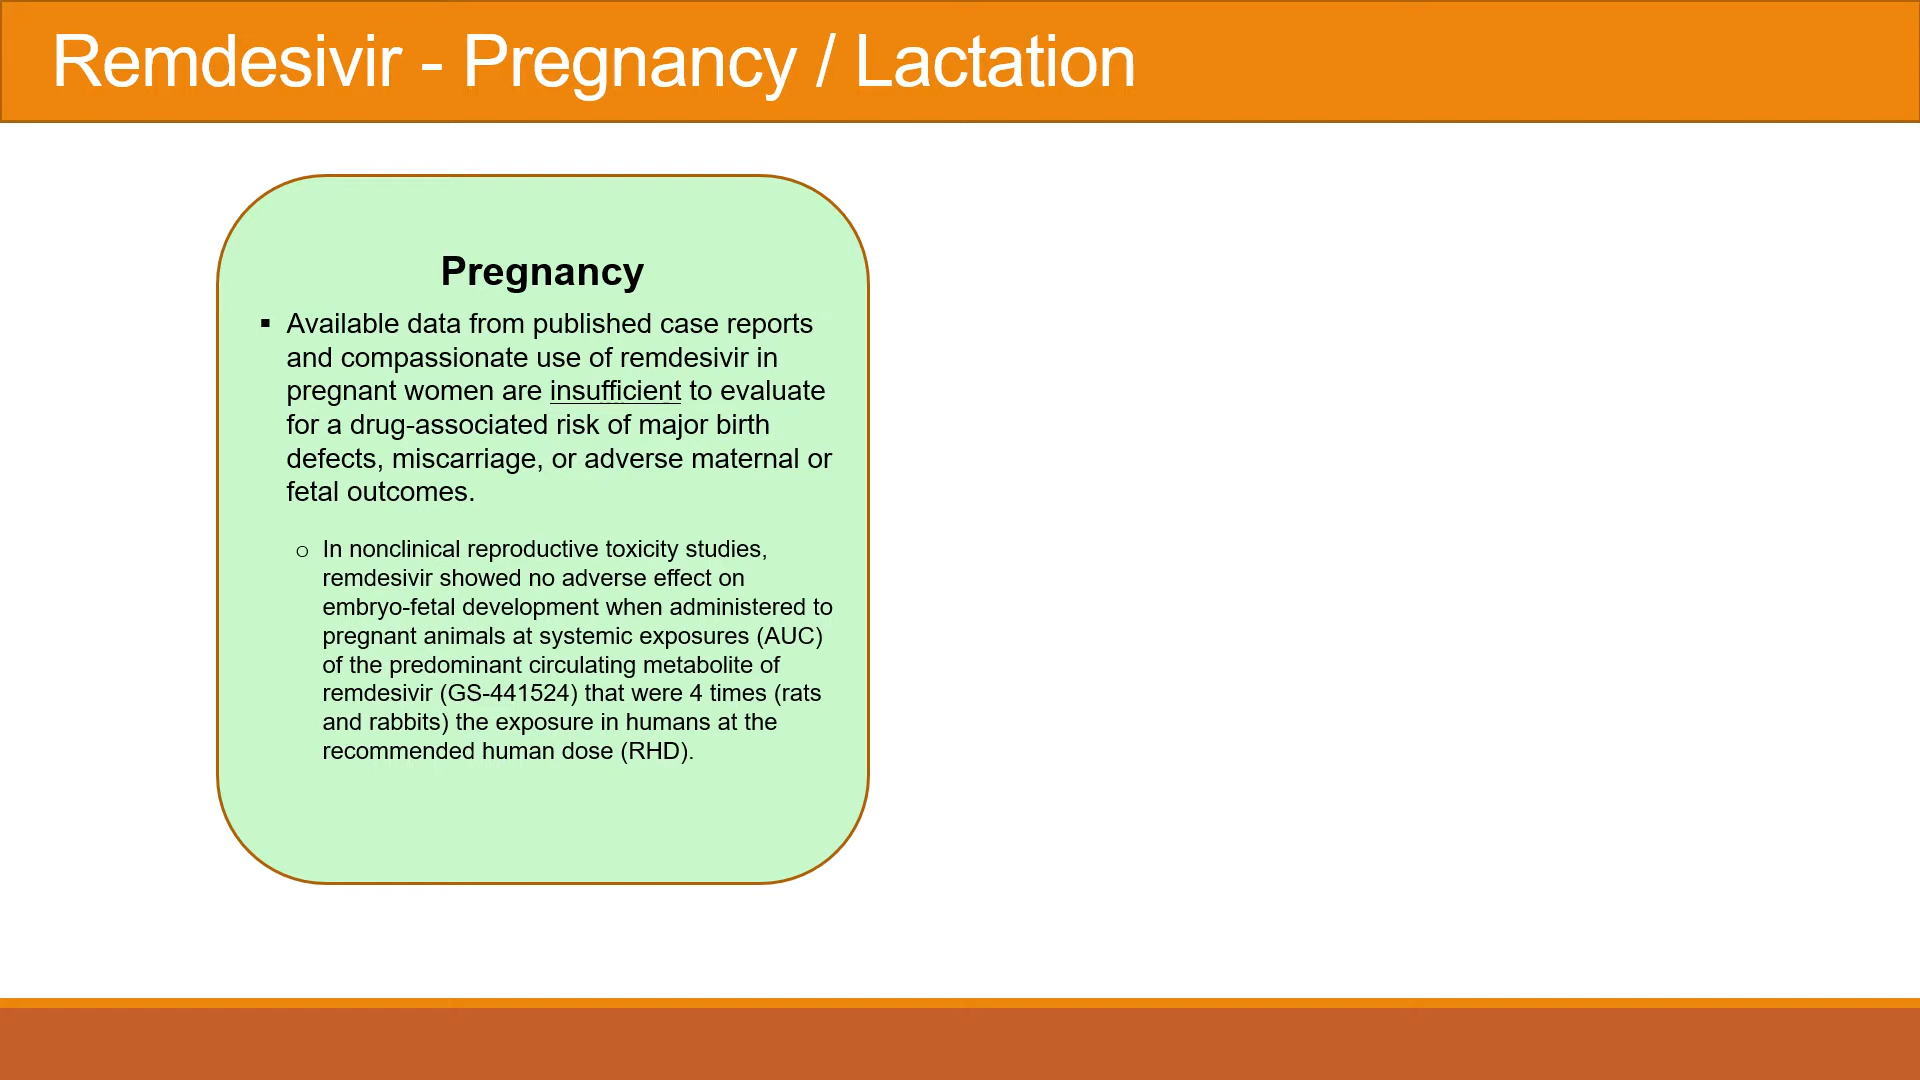 Remdesivir - Pregnancy / Lactation
Pregnancy
▪ Available data from published case reports
and compassionate use of remdesivir in
pregnant women are insufficient to evaluate
for a drug-associated risk of major birth
defects, miscarriage, or adverse maternal or
fetal outcomes.
○ In nonclinical reproductive toxicity studies,
remdesivir showed no adverse effect on
embryo-fetal development when administered to
pregnant animals at systemic exposures (AUC)
of the predominant circulating metabolite of
remdesivir (GS-441524) that were 4 times (rats
and rabbits) the exposure in humans at the
recommended human dose (RHD).